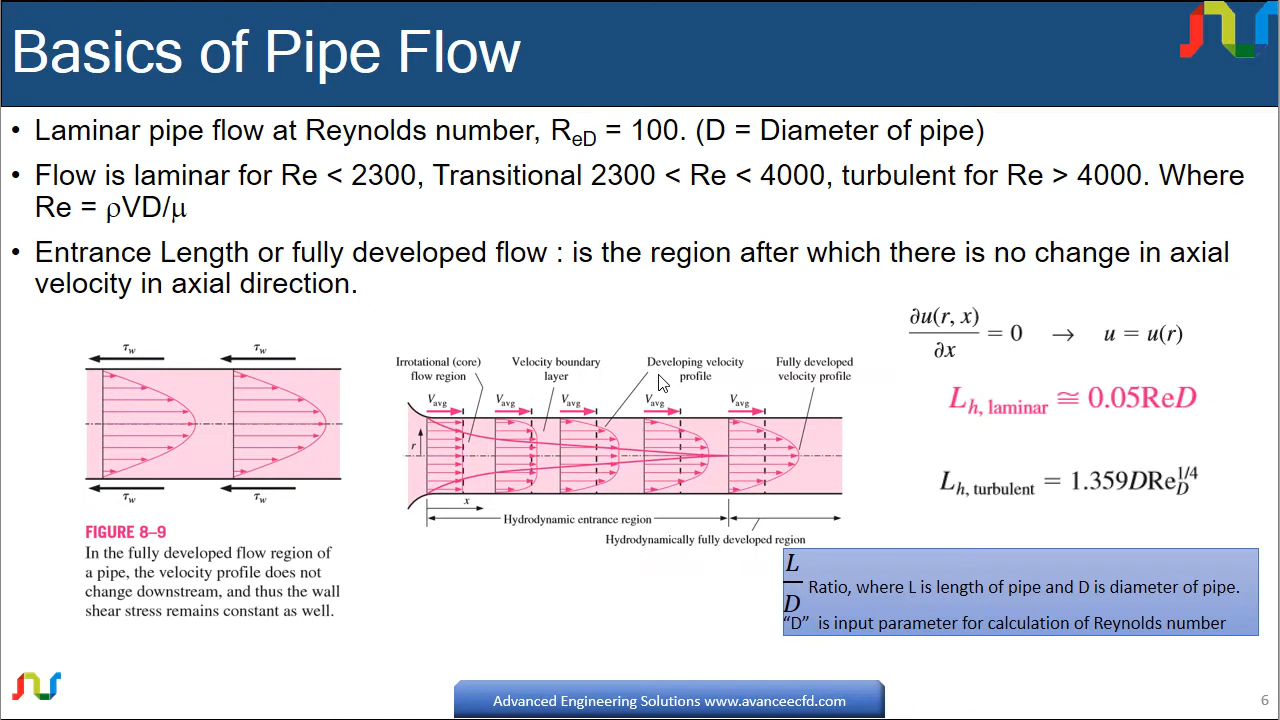 Basics of Pipe Flow
• Laminar pipe flow at Reynolds number, ReD = 100. (D = Diameter of pipe)
• Flow is laminar for Re < 2300, Transitional 2300 < Re < 4000, turbulent for Re > 4000. Where
Re = ρVD/μ
• Entrance Length or fully developed flow : is the region after which there is no change in axial
velocity in axial direction.
∂u(r, x)/∂x = 0 → u = u(r)
L_h, laminar ≅ 0.05ReD
L_h, turbulent = 1.359DRe_D^1/4
τw τw
τw τw
FIGURE 8–9
In the fully developed flow region of
a pipe, the velocity profile does not
change downstream, and thus the wall
shear stress remains constant as well.
Irrotational (core)
flow region
Velocity boundary
layer
Developing velocity
profile
Fully developed
velocity profile
Vavg Vavg Vavg Vavg Vavg
r
x
Hydrodynamic entrance region
Hydrodynamically fully developed region
L/D Ratio, where L is length of pipe and D is diameter of pipe.
“D” is input parameter for calculation of Reynolds number
Advanced Engineering Solutions www.avanceecfd.com
6